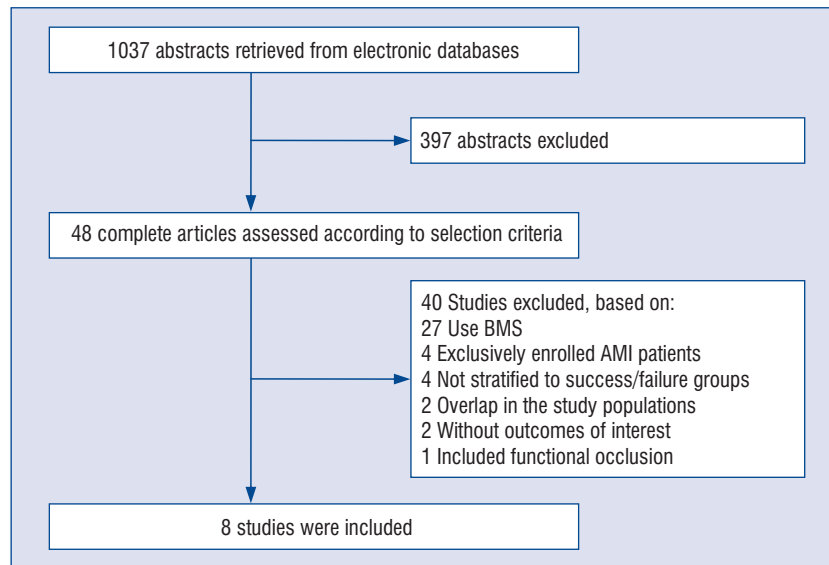 1037 abstracts retrieved from electronic databases
397 abstracts excluded
48 complete articles assessed according to selection criteria
40 Studies excluded, based on:
27 Use BMS
4 Exclusively enrolled AMI patients
4 Not stratified to success/failure groups
2 Overlap in the study populations
2 Without outcomes of interest
1 Included functional occlusion
8 studies were included